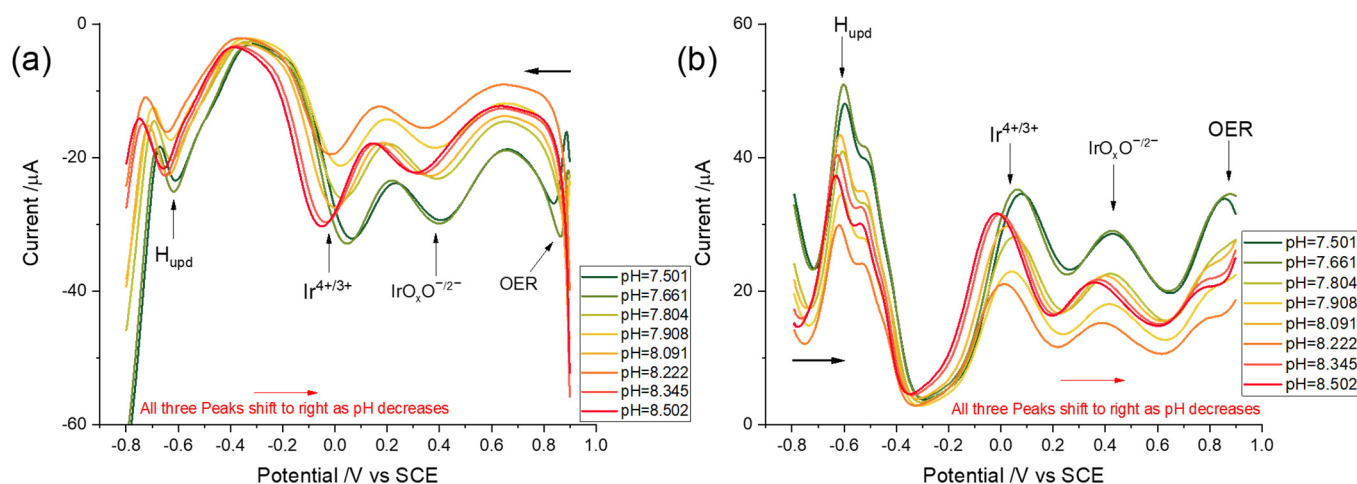 (a)
0
-20
-40
-60
Current /µA
H_upd
Ir^4+/3+
IrO_xO^−/2−
OER
pH=7.501
pH=7.661
pH=7.804
pH=7.908
pH=8.091
pH=8.222
pH=8.345
pH=8.502
All three Peaks shift to right as pH decreases
-0.8 -0.6 -0.4 -0.2 0.0 0.2 0.4 0.6 0.8 1.0
Potential /V vs SCE
(b)
60
40
20
0
Current /µA
H_upd
Ir^4+/3+
IrO_xO^−/2−
OER
pH=7.501
pH=7.661
pH=7.804
pH=7.908
pH=8.091
pH=8.222
pH=8.345
pH=8.502
All three Peaks shift to right as pH decreases
-0.8 -0.6 -0.4 -0.2 0.0 0.2 0.4 0.6 0.8 1.0
Potential /V vs SCE